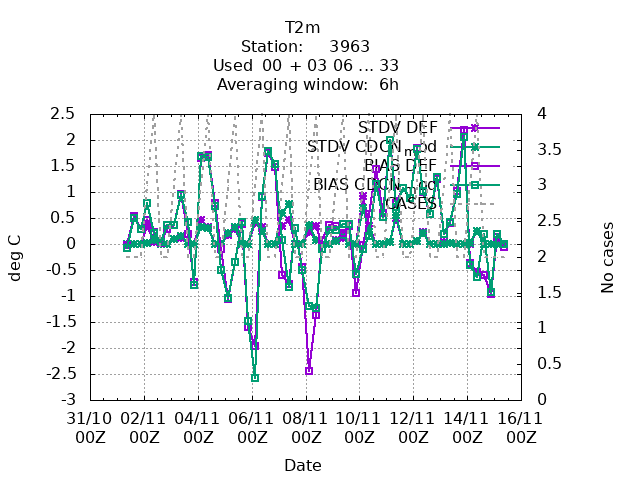 T2m
Station: 3963
Used 00 + 03 06 ... 33
Averaging window: 6h
STDV DEF
STDV CDCN_mod
BIAS DEF
BIAS CDCN_mod
CASES
2.5
2
1.5
1
0.5
0
-0.5
-1
-1.5
-2
-2.5
-3
4
3.5
3
2.5
2
1.5
1
0.5
0
deg C
No cases
31/10 02/11 04/11 06/11 08/11 10/11 12/11 14/11 16/11
00Z 00Z 00Z 00Z 00Z 00Z 00Z 00Z 00Z
Date